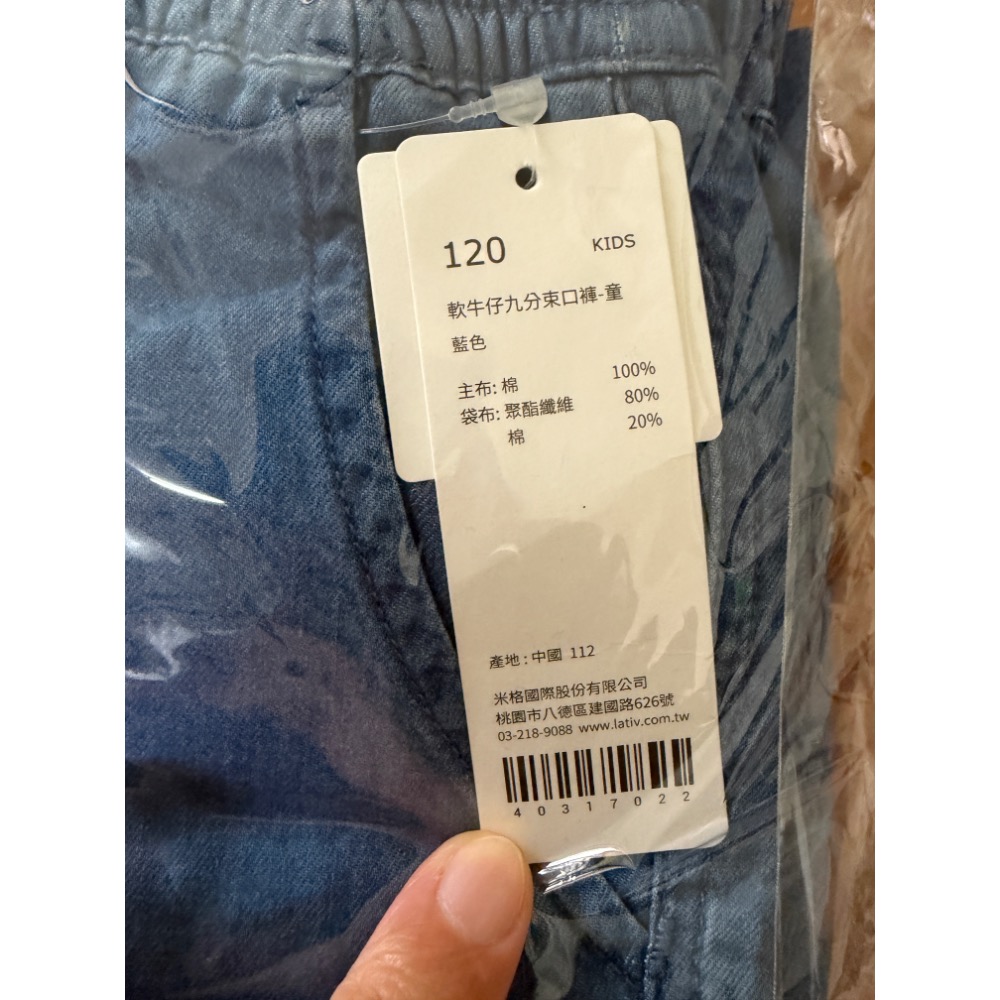 120 KIDS
軟牛仔九分束口褲-童
藍色
主布: 棉 100%
袋布: 聚酯纖維 80%
棉 20%
產地 : 中國 112
米格國際股份有限公司
桃園市八德區建國路626號
03-218-9088 www.lativ.com.tw
40317022